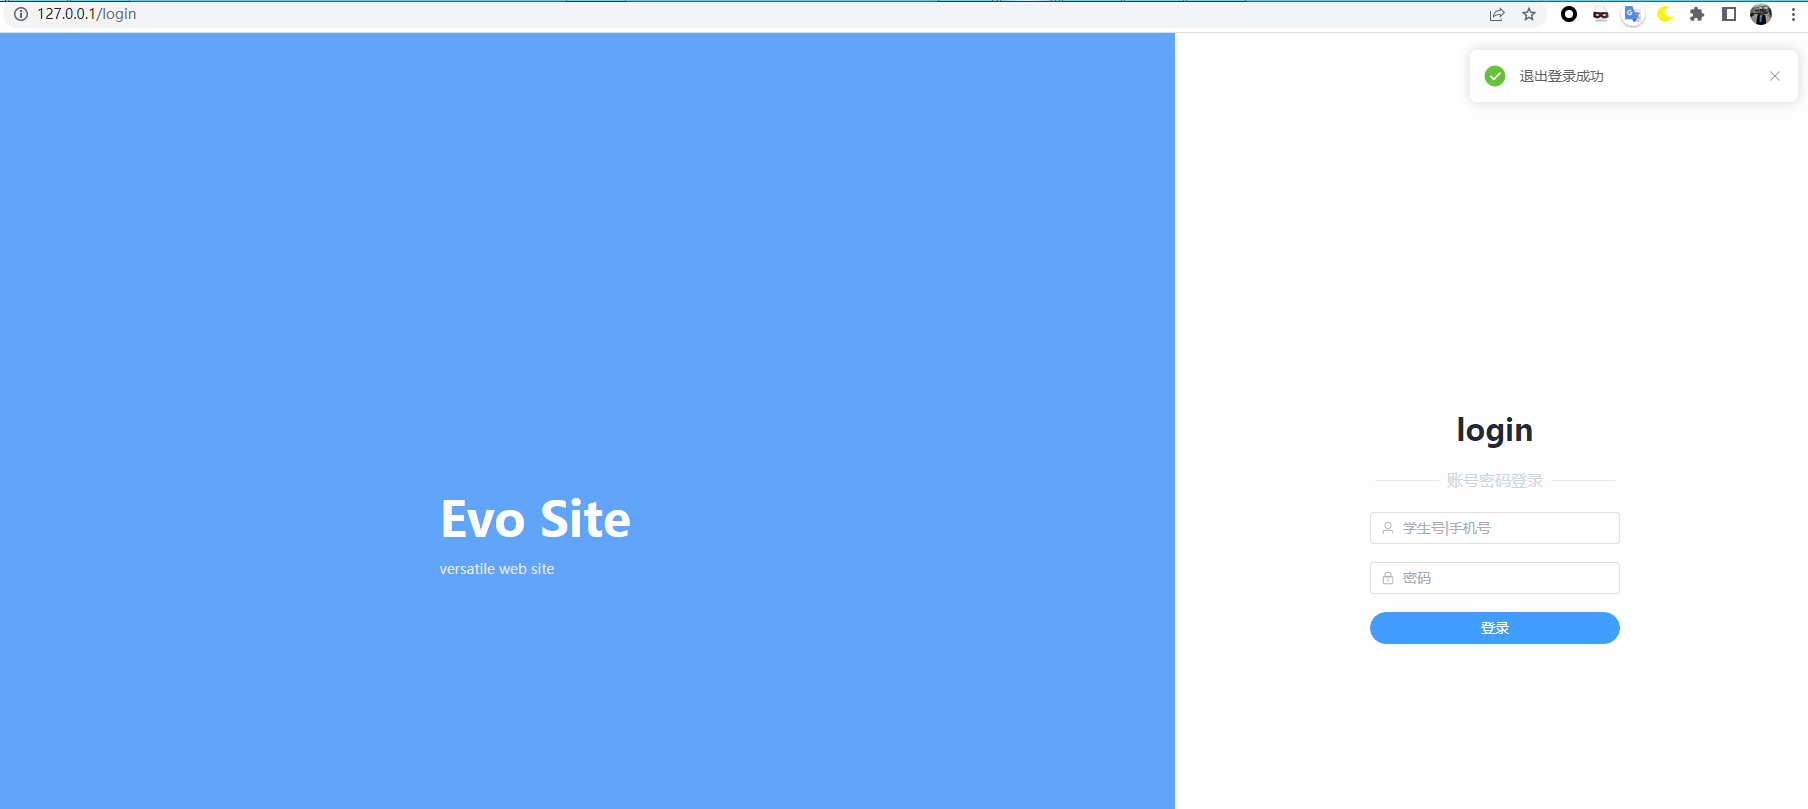 127.0.0.1/login
退出登录成功
Evo Site
versatile web site
login
账号密码登录
学生号|手机号
密码
登录